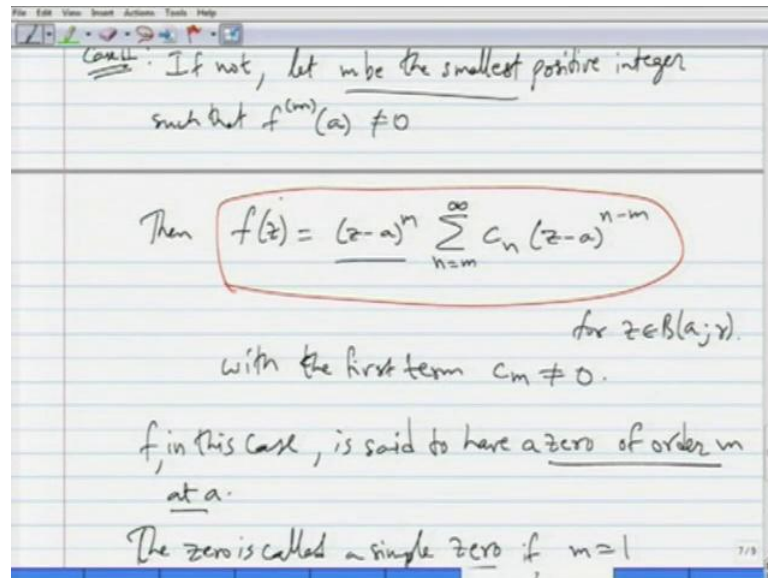 File Edit View Insert Actions Tools Help
Case II: If not, let m be the smallest positive integer
such that f^(m)(a) ≠ 0
Then f(z) = (z-a)^m ∑_{n=m}^{∞} c_n (z-a)^{n-m}
for z∈B(a;r).
with the first term c_m ≠ 0.
f, in this case, is said to have a zero of order m
at a.
The zero is called a simple zero if m=1
7/9